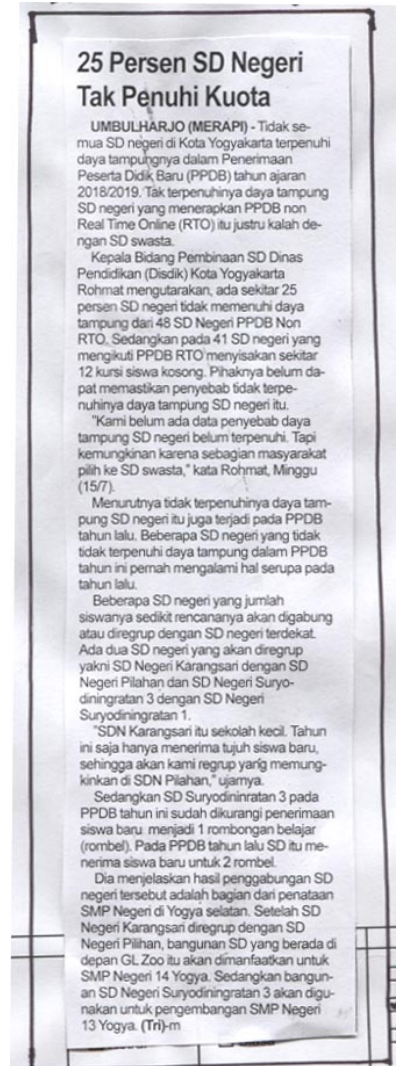 25 Persen SD Negeri
Tak Penuhi Kuota
UMBULHARJO (MERAPI) - Tidak se-
mua SD negeri di Kota Yogyakarta terpenuhi
daya tampungnya dalam Penerimaan
Peserta Didik Baru (PPDB) tahun ajaran
2018/2019. Tak terpenuhinya daya tampung
SD negeri yang menerapkan PPDB non
Real Time Online (RTO) itu justru kalah de-
ngan SD swasta.
Kepala Bidang Pembinaan SD Dinas
Pendidikan (Disdik) Kota Yogyakarta
Rohmat mengutarakan, ada sekitar 25
persen SD negeri tidak memenuhi daya
tampung dari 48 SD Negeri PPDB Non
RTO. Sedangkan pada 41 SD negeri yang
mengikuti PPDB RTO menyisakan sekitar
12 kursi siswa kosong. Pihaknya belum da-
pat memastikan penyebab tidak terpe-
nuhinya daya tampung SD negeri itu.
"Kami belum ada data penyebab daya
tampung SD negeri belum terpenuhi. Tapi
kemungkinan karena sebagian masyarakat
pilih ke SD swasta," kata Rohmat, Minggu
(15/7).
Menurutnya tidak terpenuhinya daya tam-
pung SD negeri itu juga terjadi pada PPDB
tahun lalu. Beberapa SD negeri yang tidak
tidak terpenuhi daya tampung dalam PPDB
tahun ini pernah mengalami hal serupa pada
tahun lalu.
Beberapa SD negeri yang jumlah
siswanya sedikit rencananya akan digabung
atau diregrup dengan SD negeri terdekat.
Ada dua SD negeri yang akan diregrup
yakni SD Negeri Karangsari dengan SD
Negeri Pilahan dan SD Negeri Suryo-
diningratan 3 dengan SD Negeri
Suryodiningratan 1.
"SDN Karangsari itu sekolah kecil. Tahun
ini saja hanya menerima tujuh siswa baru,
sehingga akan kami regrup yang memung-
kinkan di SDN Pilahan," ujarnya.
Sedangkan SD Suryodininratan 3 pada
PPDB tahun ini sudah dikurangi penerimaan
siswa baru menjadi 1 rombongan belajar
(rombel). Pada PPDB tahun lalu SD itu me-
nerima siswa baru untuk 2 rombel.
Dia menjelaskan hasil penggabungan SD
negeri tersebut adalah bagian dari penataan
SMP Negeri di Yogya selatan. Setelah SD
Negeri Karangsari diregrup dengan SD
Negeri Pilihan, bangunan SD yang berada di
depan GL Zoo itu akan dimanfaatkan untuk
SMP Negeri 14 Yogya. Sedangkan bangun-
an SD Negeri Suryodiningratan 3 akan digu-
nakan untuk pengembangan SMP Negeri
13 Yogya. (Tri)-m